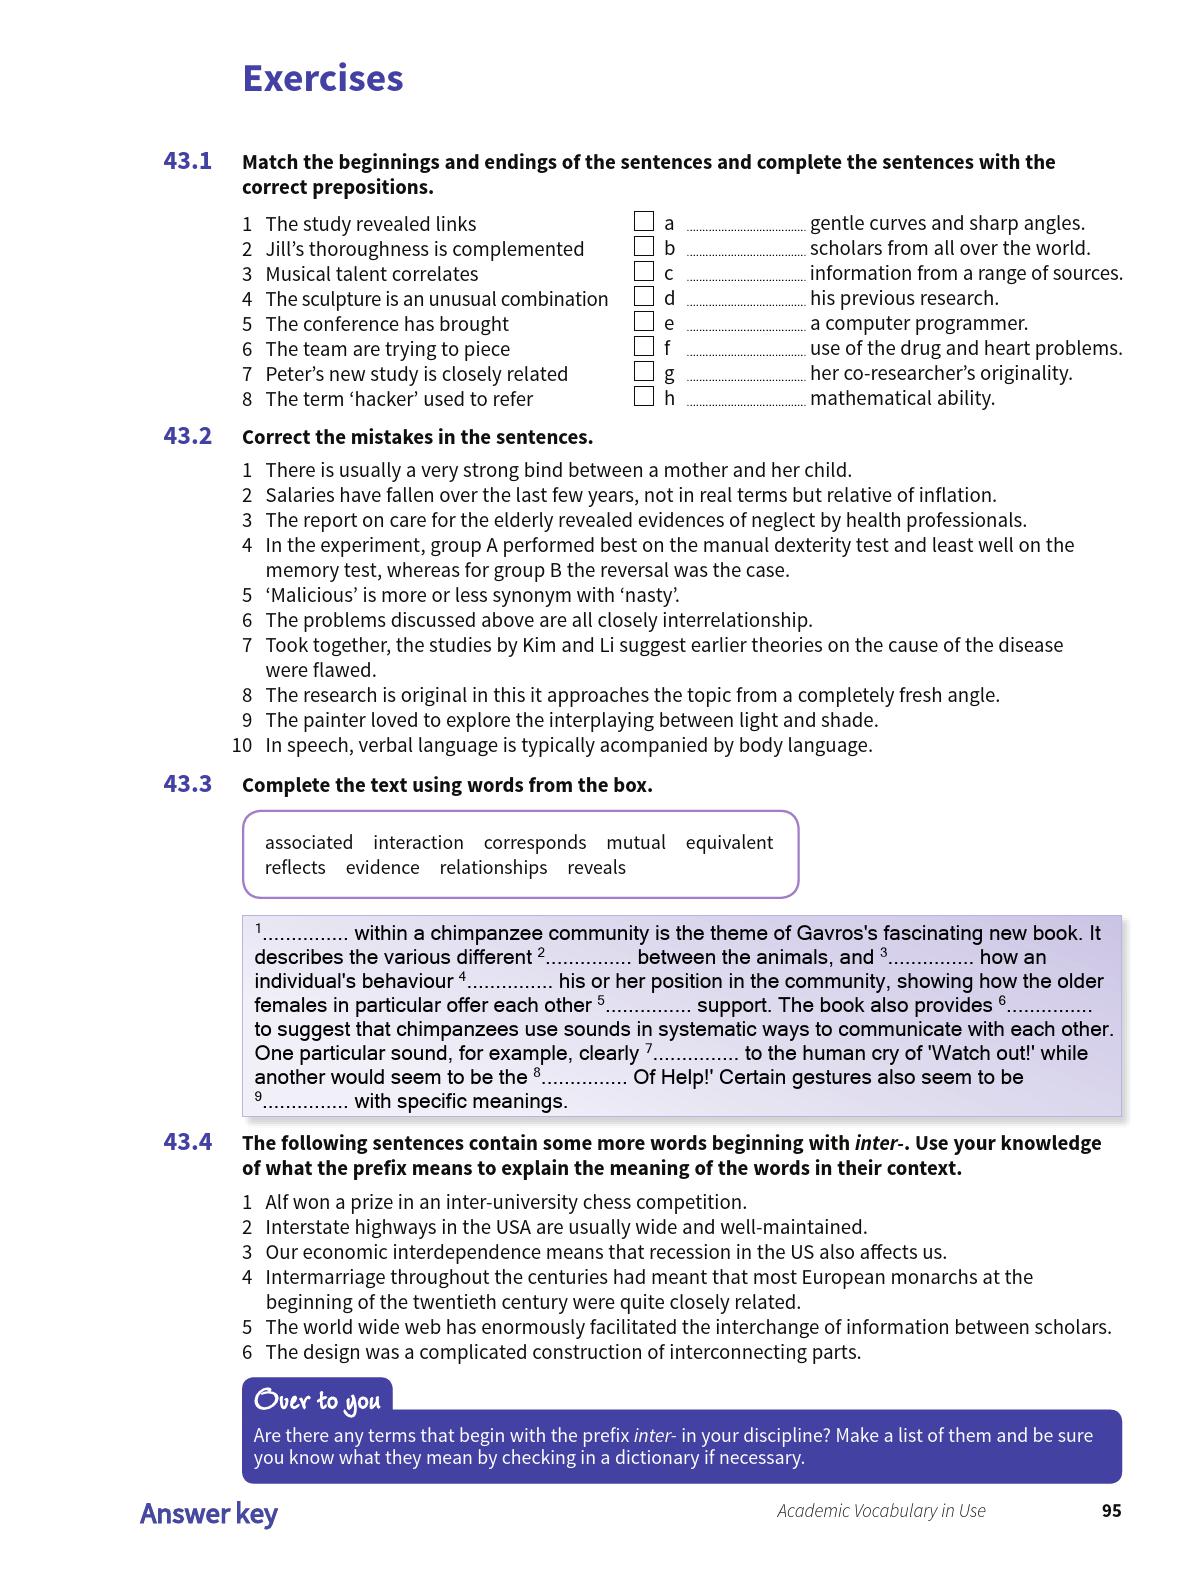 Exercises
43.1 Match the beginnings and endings of the sentences and complete the sentences with the
correct prepositions.
1 The study revealed links
2 Jill’s thoroughness is complemented
3 Musical talent correlates
4 The sculpture is an unusual combination
5 The conference has brought
6 The team are trying to piece
7 Peter’s new study is closely related
8 The term ‘hacker’ used to refer
a .................... gentle curves and sharp angles.
b .................... scholars from all over the world.
c .................... information from a range of sources.
d .................... his previous research.
e .................... a computer programmer.
f .................... use of the drug and heart problems.
g .................... her co-researcher’s originality.
h .................... mathematical ability.
43.2 Correct the mistakes in the sentences.
1 There is usually a very strong bind between a mother and her child.
2 Salaries have fallen over the last few years, not in real terms but relative of inflation.
3 The report on care for the elderly revealed evidences of neglect by health professionals.
4 In the experiment, group A performed best on the manual dexterity test and least well on the
memory test, whereas for group B the reversal was the case.
5 ‘Malicious’ is more or less synonym with ‘nasty’.
6 The problems discussed above are all closely interrelationship.
7 Took together, the studies by Kim and Li suggest earlier theories on the cause of the disease
were flawed.
8 The research is original in this it approaches the topic from a completely fresh angle.
9 The painter loved to explore the interplaying between light and shade.
10 In speech, verbal language is typically acompanied by body language.
43.3 Complete the text using words from the box.
associated interaction corresponds mutual equivalent
reflects evidence relationships reveals
1............... within a chimpanzee community is the theme of Gavros's fascinating new book. It
describes the various different 2............... between the animals, and 3............... how an
individual's behaviour 4............... his or her position in the community, showing how the older
females in particular offer each other 5............... support. The book also provides 6...............
to suggest that chimpanzees use sounds in systematic ways to communicate with each other.
One particular sound, for example, clearly 7............... to the human cry of 'Watch out!' while
another would seem to be the 8............... Of Help!' Certain gestures also seem to be
9............... with specific meanings.
43.4 The following sentences contain some more words beginning with inter-. Use your knowledge
of what the prefix means to explain the meaning of the words in their context.
1 Alf won a prize in an inter-university chess competition.
2 Interstate highways in the USA are usually wide and well-maintained.
3 Our economic interdependence means that recession in the US also affects us.
4 Intermarriage throughout the centuries had meant that most European monarchs at the
beginning of the twentieth century were quite closely related.
5 The world wide web has enormously facilitated the interchange of information between scholars.
6 The design was a complicated construction of interconnecting parts.
Over to you
Are there any terms that begin with the prefix inter- in your discipline? Make a list of them and be sure
you know what they mean by checking in a dictionary if necessary.
Answer key
Academic Vocabulary in Use 95